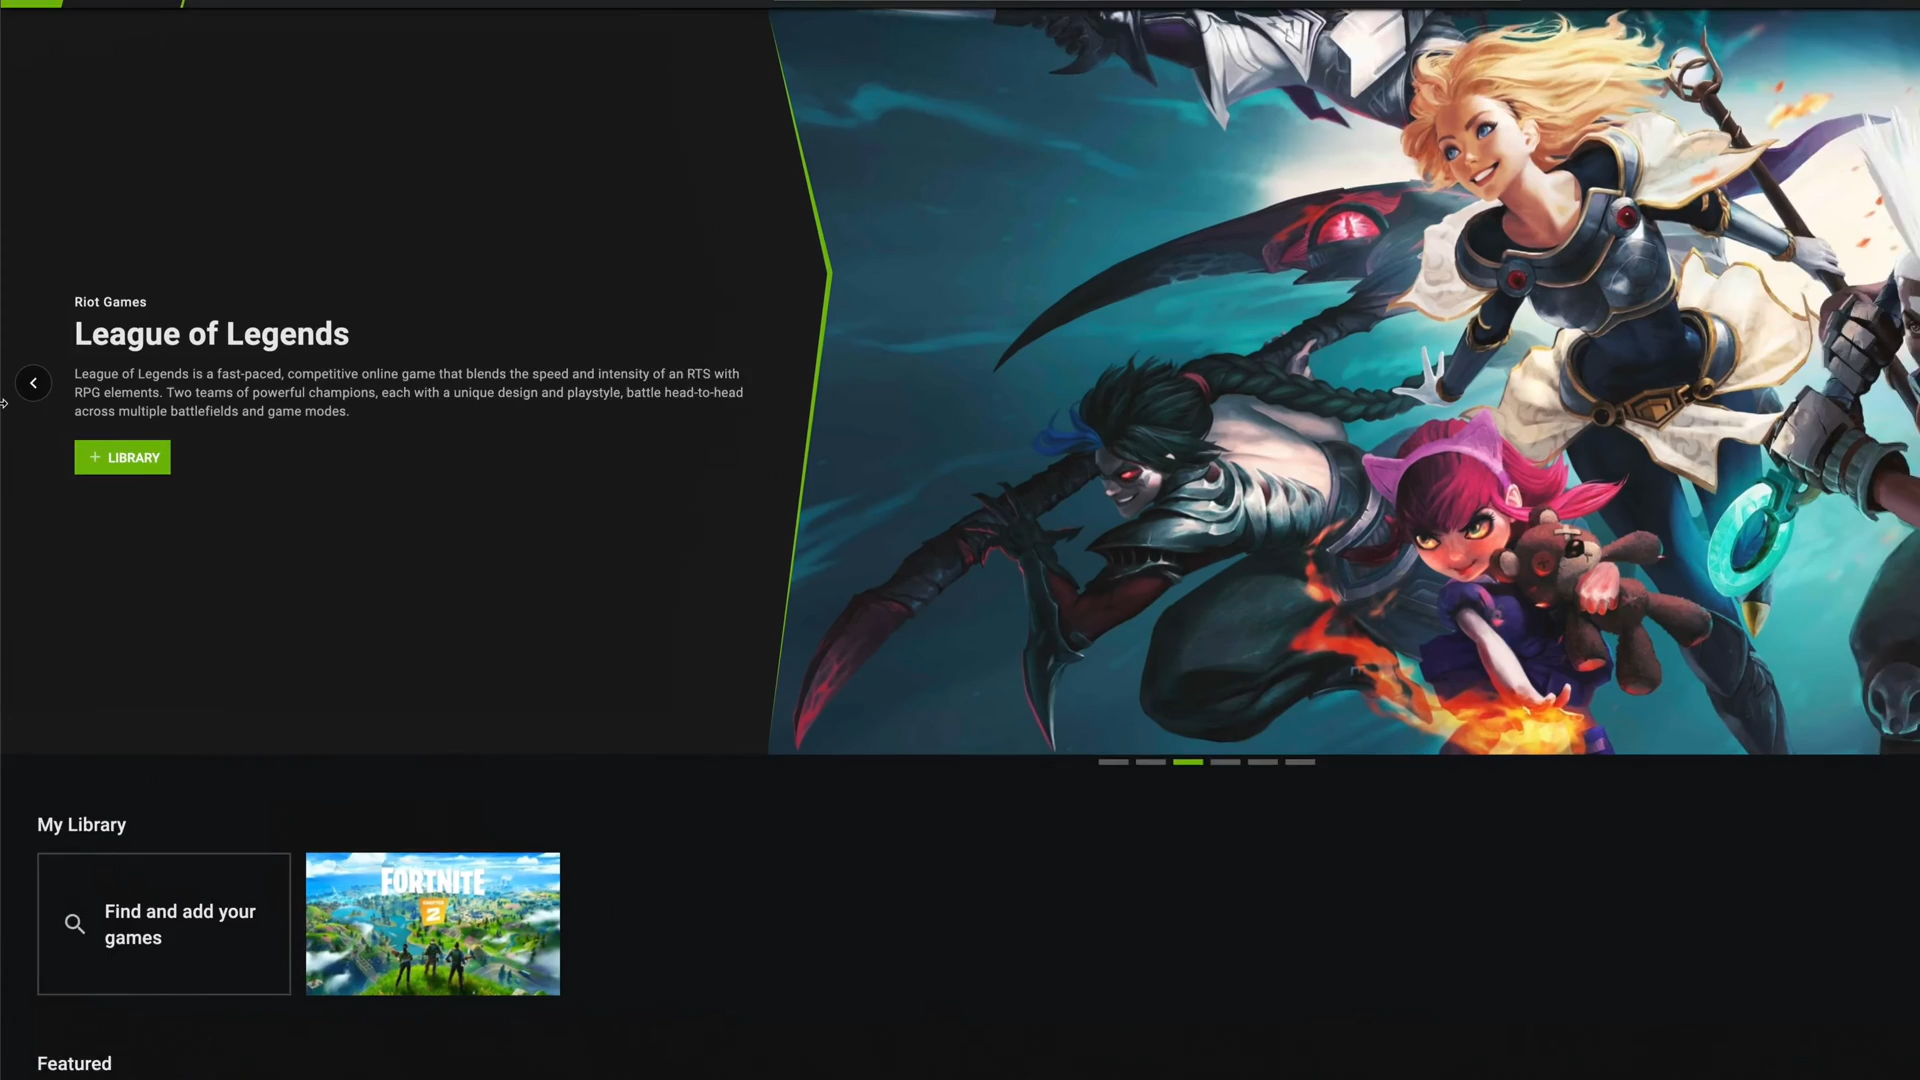 Riot Games
League of Legends
League of Legends is a fast-paced, competitive online game that blends the speed and intensity of an RTS with
RPG elements. Two teams of powerful champions, each with a unique design and playstyle, battle head-to-head
across multiple battlefields and game modes.
+ LIBRARY
My Library
Find and add your
games
FORTNITE
CHAPTER
2
Featured